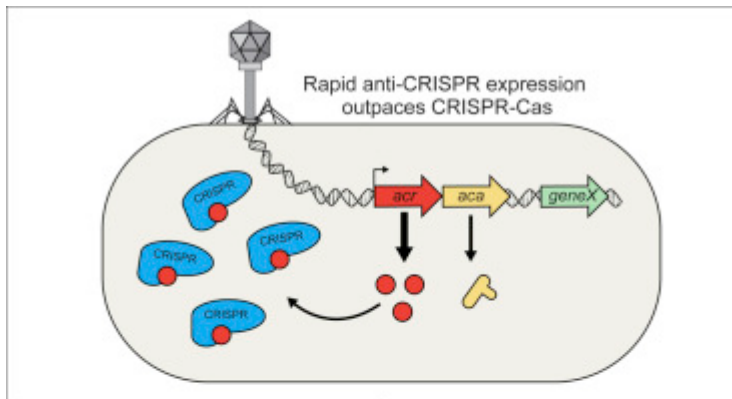 Rapid anti-CRISPR expression
outpaces CRISPR-Cas
acr aca geneX
CRISPR
CRISPR
CRISPR
CRISPR